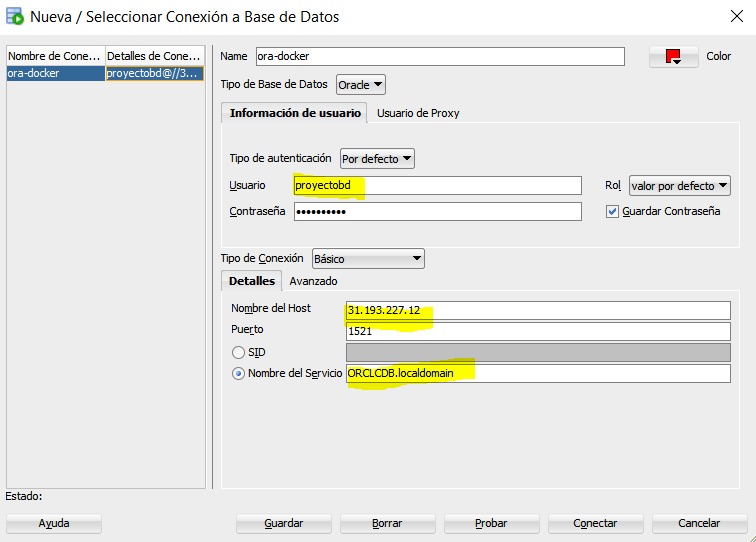 Nueva / Seleccionar Conexión a Base de Datos
Nombre de Cone... Detalles de Cone...
ora-docker proyectobd@//3...
Name ora-docker Color
Tipo de Base de Datos Oracle
Información de usuario Usuario de Proxy
Tipo de autenticación Por defecto
Usuario proyectobd Rol valor por defecto
Contraseña •••••••••• Guardar Contraseña
Tipo de Conexión Básico
Detalles Avanzado
Nombre del Host 31.193.227.12
Puerto 1521
SID
Nombre del Servicio ORCLCDB.localdomain
Estado:
Ayuda Guardar Borrar Probar Conectar Cancelar